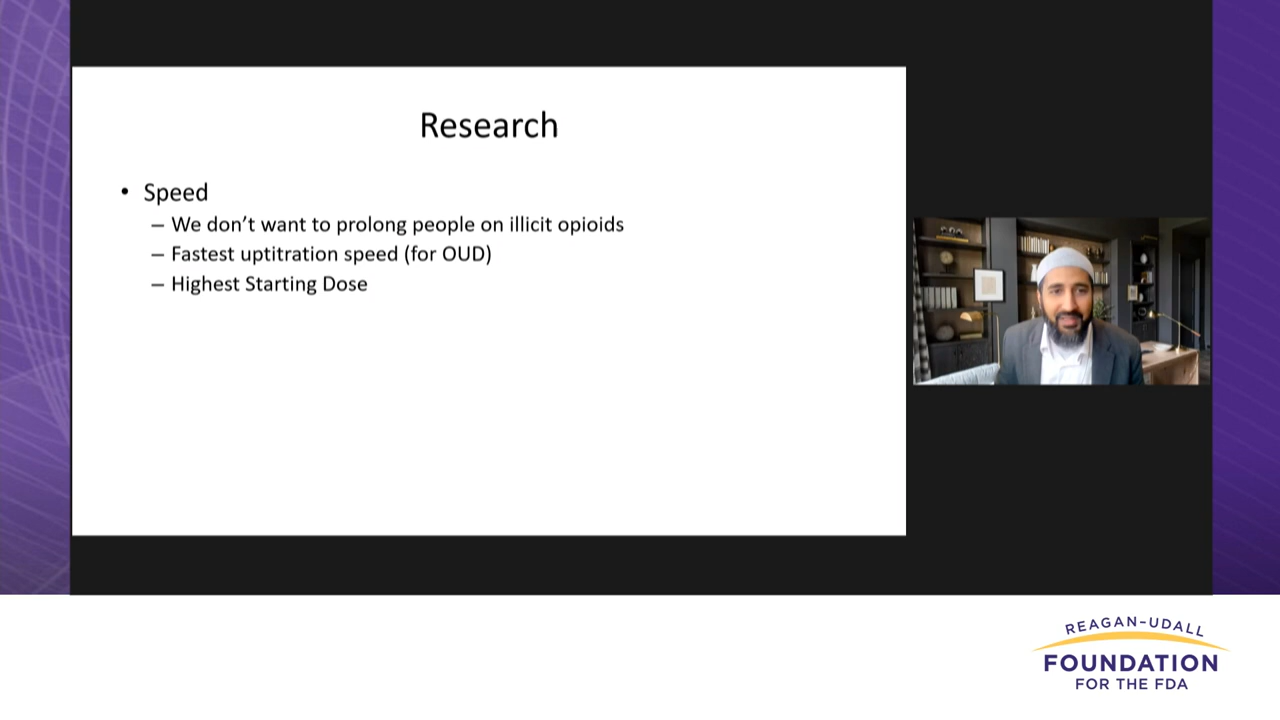 Research
• Speed
– We don’t want to prolong people on illicit opioids
– Fastest uptitration speed (for OUD)
– Highest Starting Dose
REAGAN-UDALL
FOUNDATION
FOR THE FDA